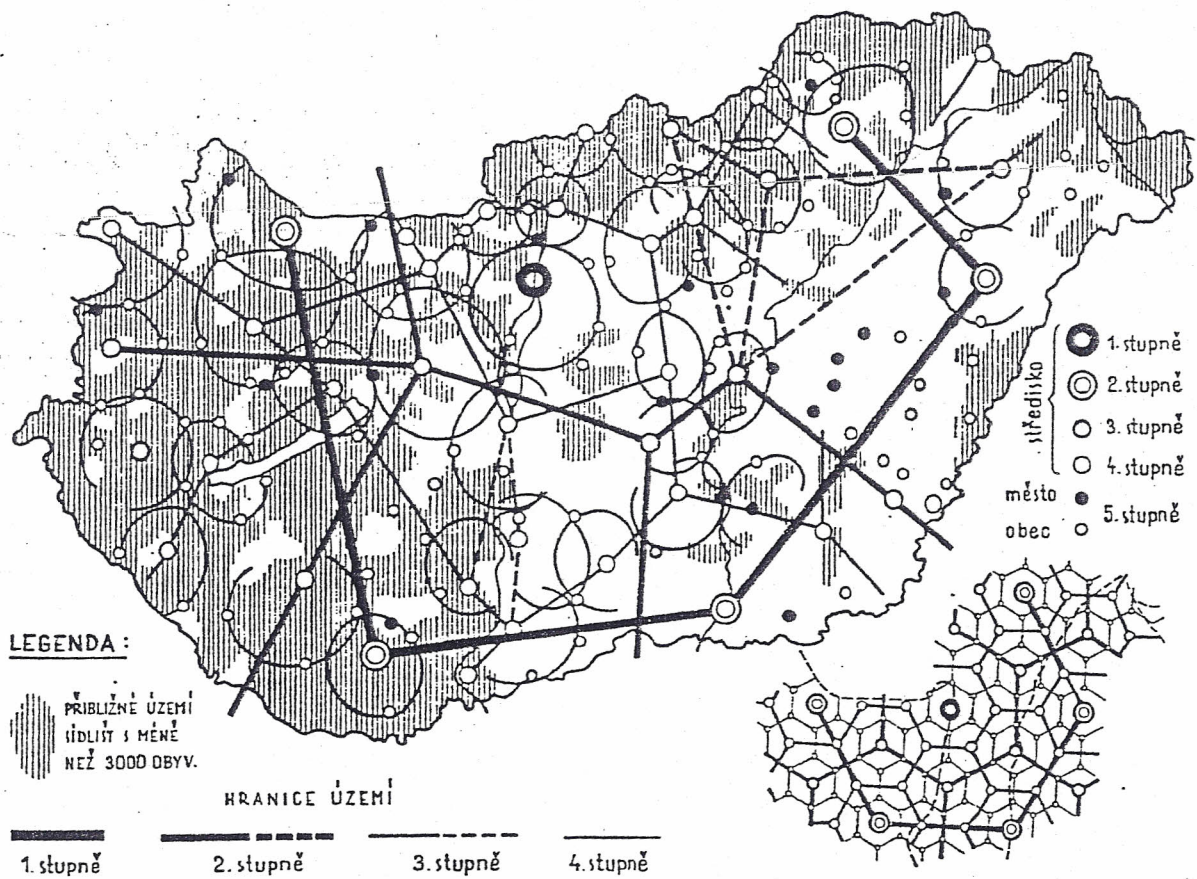 středisko
1. stupně
2. stupně
3. stupně
4. stupně
město
obec
5. stupně
LEGENDA:
PŘIBLIŽNÉ ÚZEMÍ
SÍDLIŠT S MÉNĚ
NEŽ 3000 OBYV.
HRANICE ÚZEMÍ
1. stupně
2. stupně
3. stupně
4. stupně